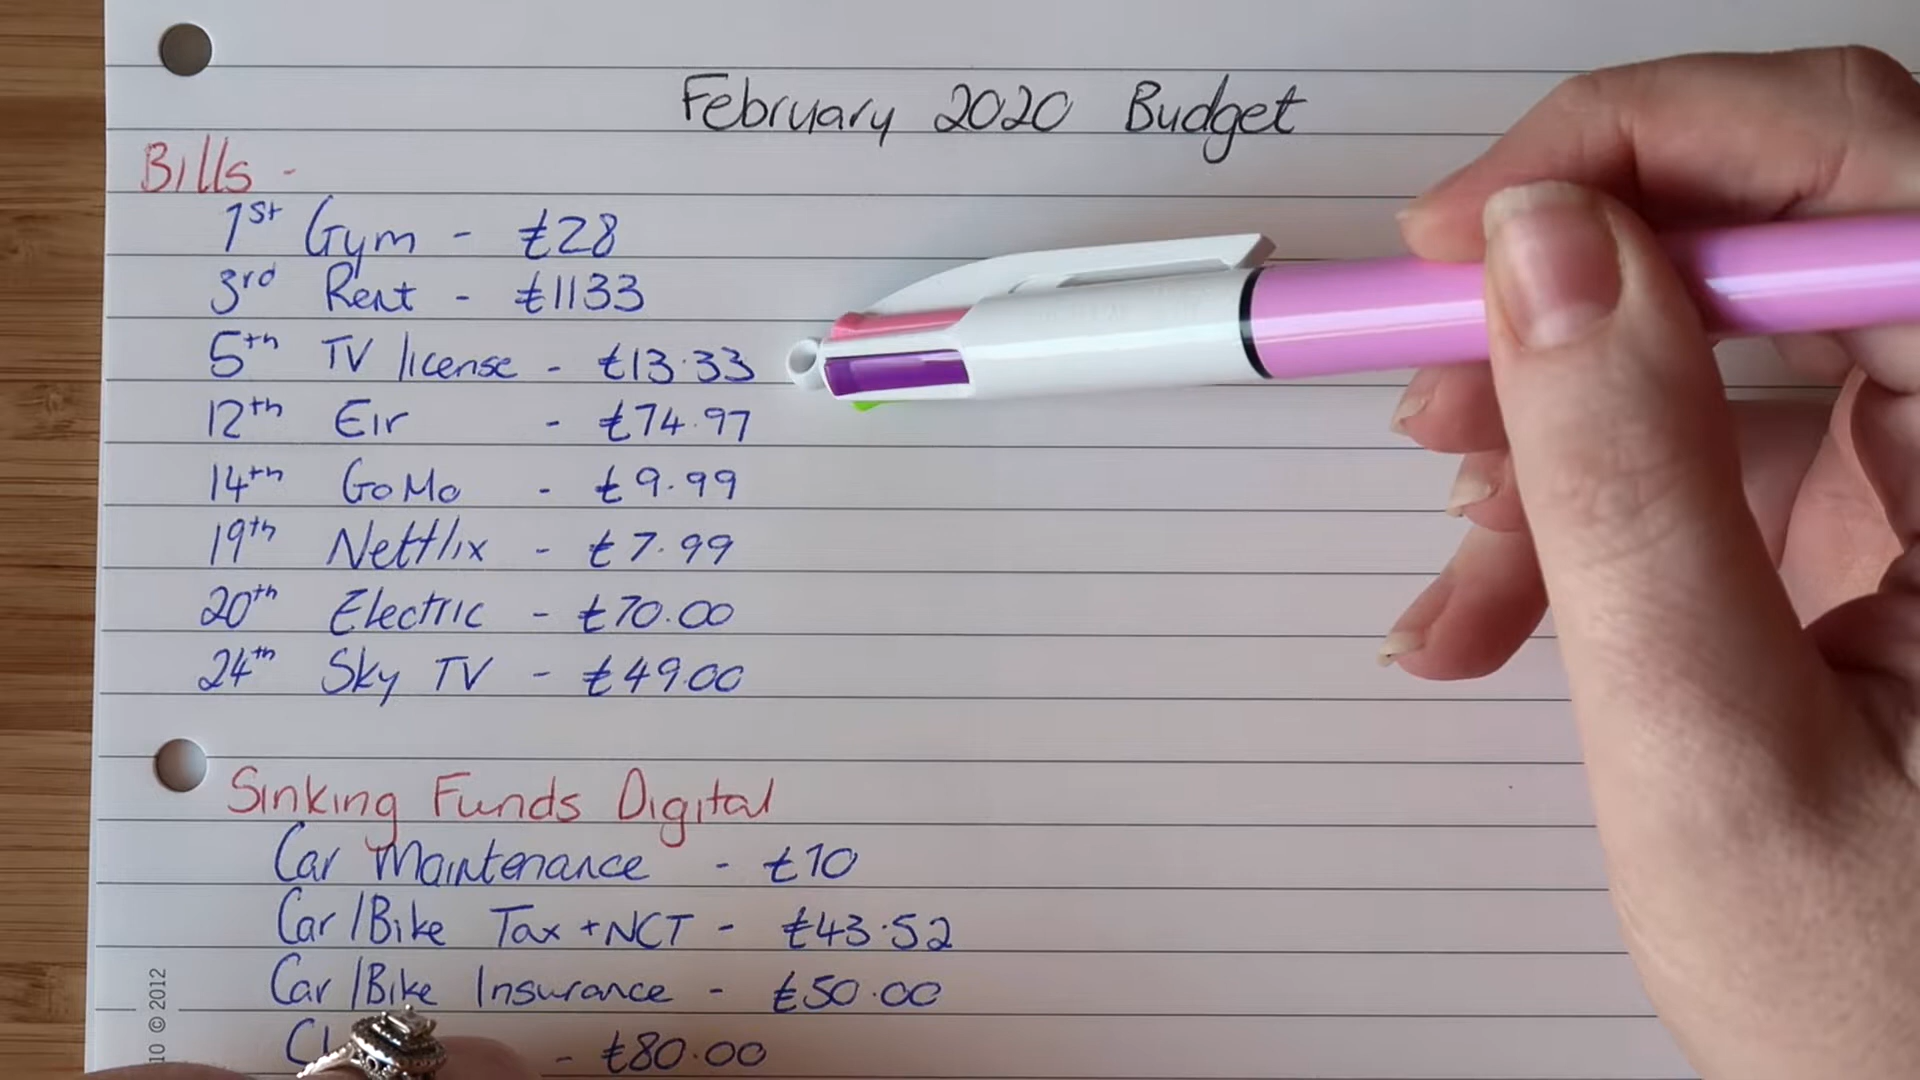 February 2020 Budget
Bills -
1st Gym - £28
3rd Rent - £1133
5th TV license - £13.33
12th Eir - £74.97
14th GoMo - £9.99
19th Netflix - £7.99
20th Electric - £70.00
24th Sky TV - £49.00
Sinking Funds Digital
Car Maintenance - £10
Car/Bike Tax + NCT - £43.52
Car/Bike Insurance - £50.00
- £80.00
10 © 2012